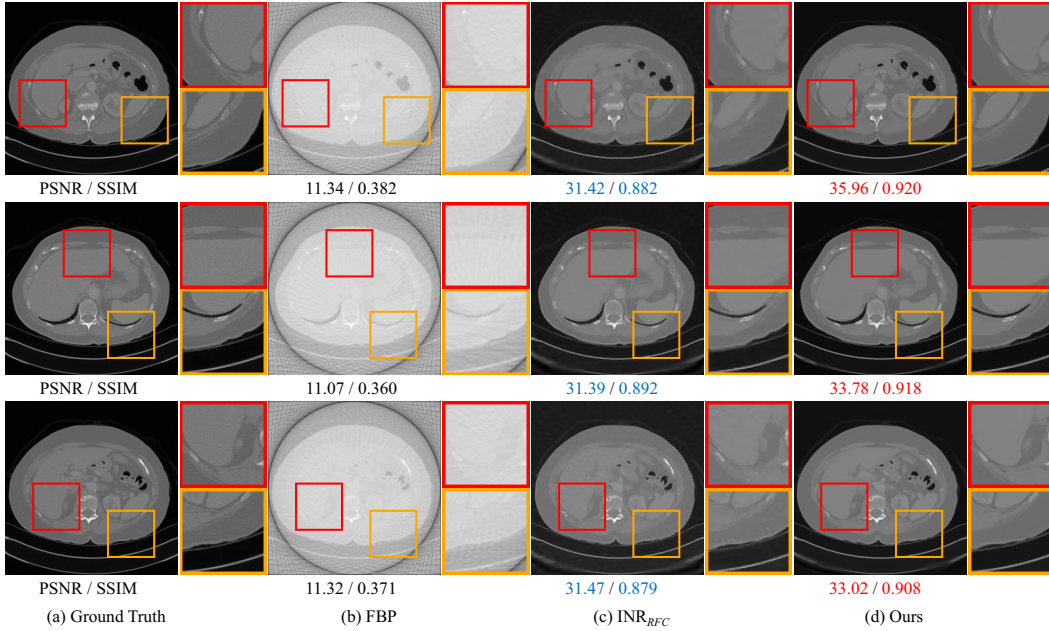 PSNR / SSIM 11.34 / 0.382 31.42 / 0.882 35.96 / 0.920
PSNR / SSIM 11.07 / 0.360 31.39 / 0.892 33.78 / 0.918
PSNR / SSIM 11.32 / 0.371 31.47 / 0.879 33.02 / 0.908
(a) Ground Truth (b) FBP (c) INR_RFC (d) Ours